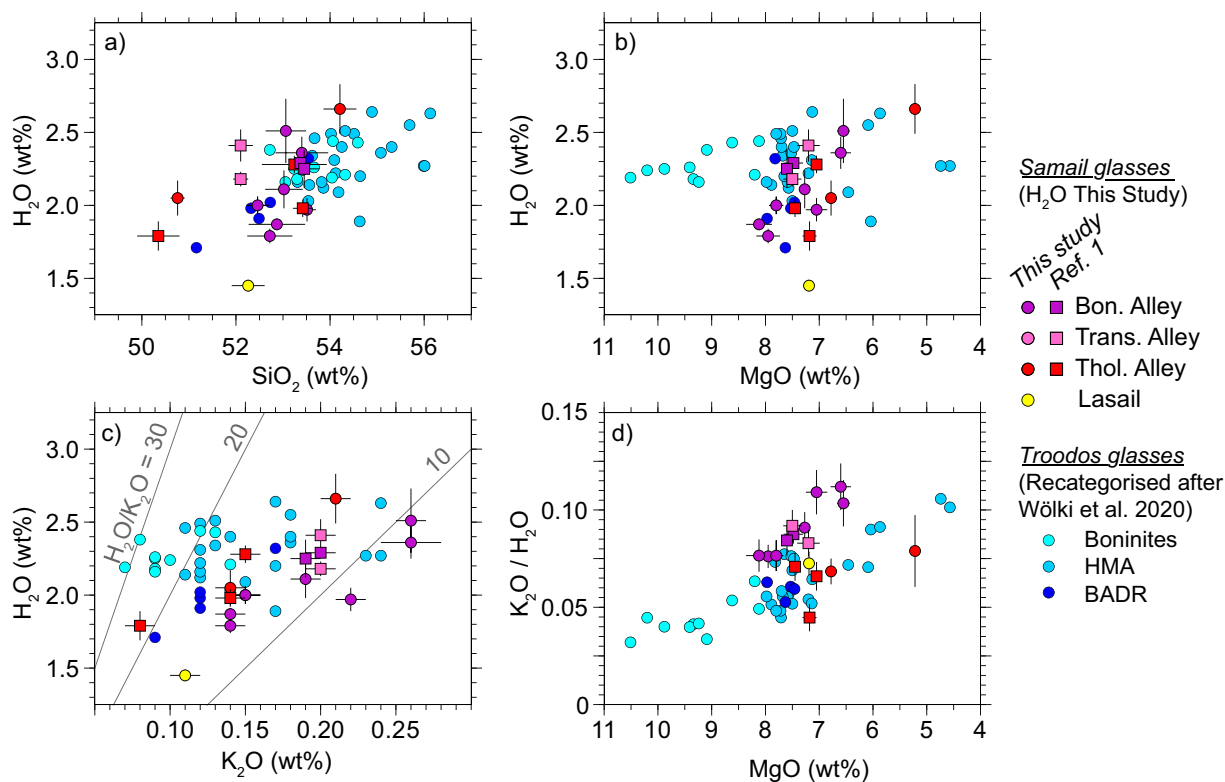 a)
3.0
2.5
2.0
1.5
H₂O (wt%)
50 52 54 56
SiO₂ (wt%)
b)
3.0
2.5
2.0
1.5
H₂O (wt%)
11 10 9 8 7 6 5 4
MgO (wt%)
c)
3.0
2.5
2.0
1.5
H₂O (wt%)
H₂O/K₂O = 30
20
10
0.10 0.15 0.20 0.25
K₂O (wt%)
d)
0.15
0.10
0.05
0
K₂O / H₂O
11 10 9 8 7 6 5 4
MgO (wt%)
Samail glasses
(H₂O This Study)
This study
Ref. 1
Bon. Alley
Trans. Alley
Thol. Alley
Lasail
Troodos glasses
(Recategorised after
Wölki et al. 2020)
Boninites
HMA
BADR